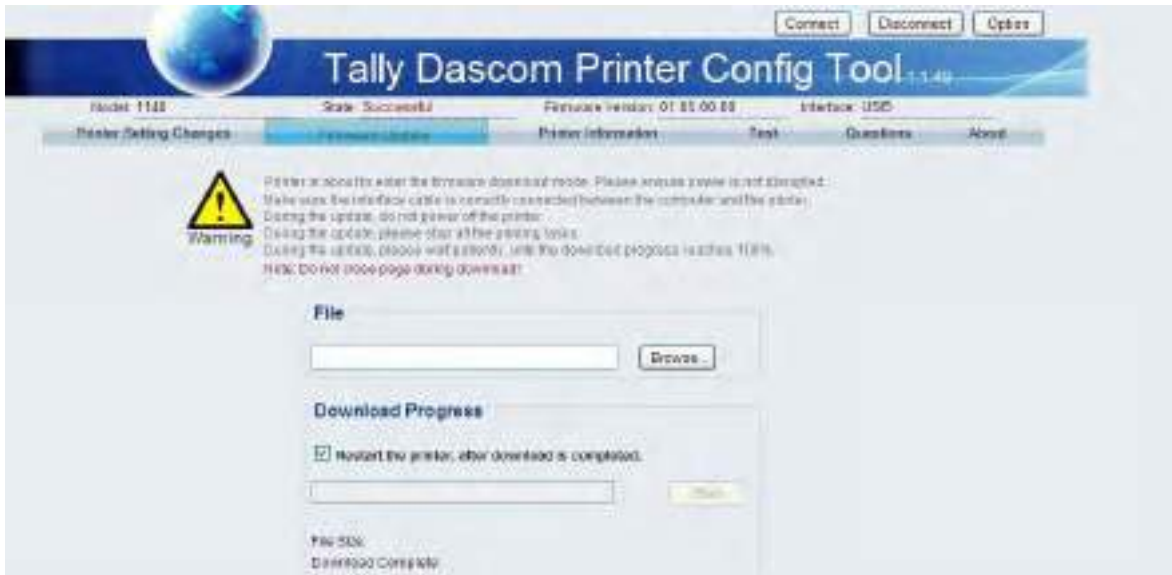 Connect Disconnect Option
Tally Dascom Printer Config Tool 1.1.49
Model: 1140 State: Successful Firmware Version: Interface: USB
Printer Setting Changes Firmware Update Printer Information Test Questions About
Printer is about to enter the firmware download mode. Please ensure power is not disrupted.
Make sure the interface cable is correctly connected between the computer and the printer.
During the update, do not power off the printer.
Warning
During the update, please stop all the printing tasks.
During the update, please wait patiently, until the download progress reaches 100%.
Note: Do not close page during download!
File
Browse...
Download Progress
Restart the printer, after download is completed.
Start
File Size:
Download Complete: